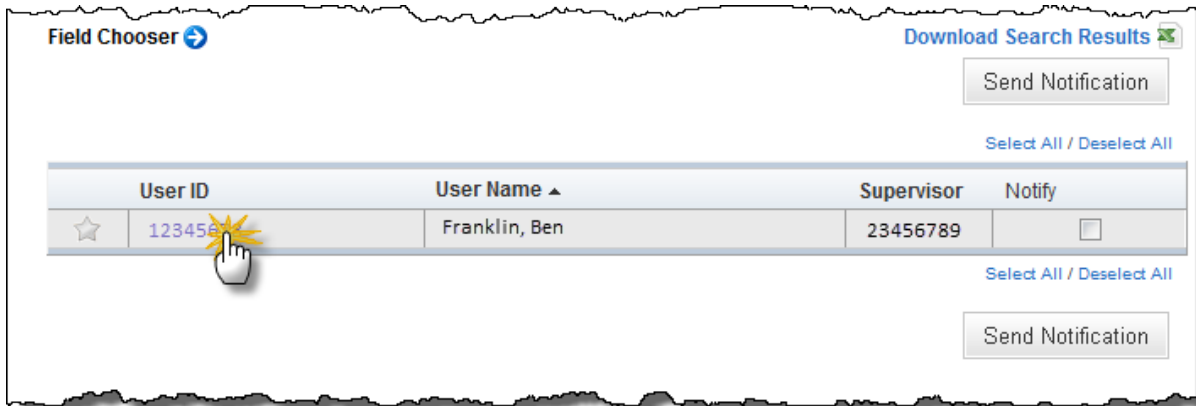 Field Chooser Download Search Results
Send Notification
Select All / Deselect All
User ID User Name Supervisor Notify
Franklin, Ben 23456789
Select All / Deselect All
Send Notification